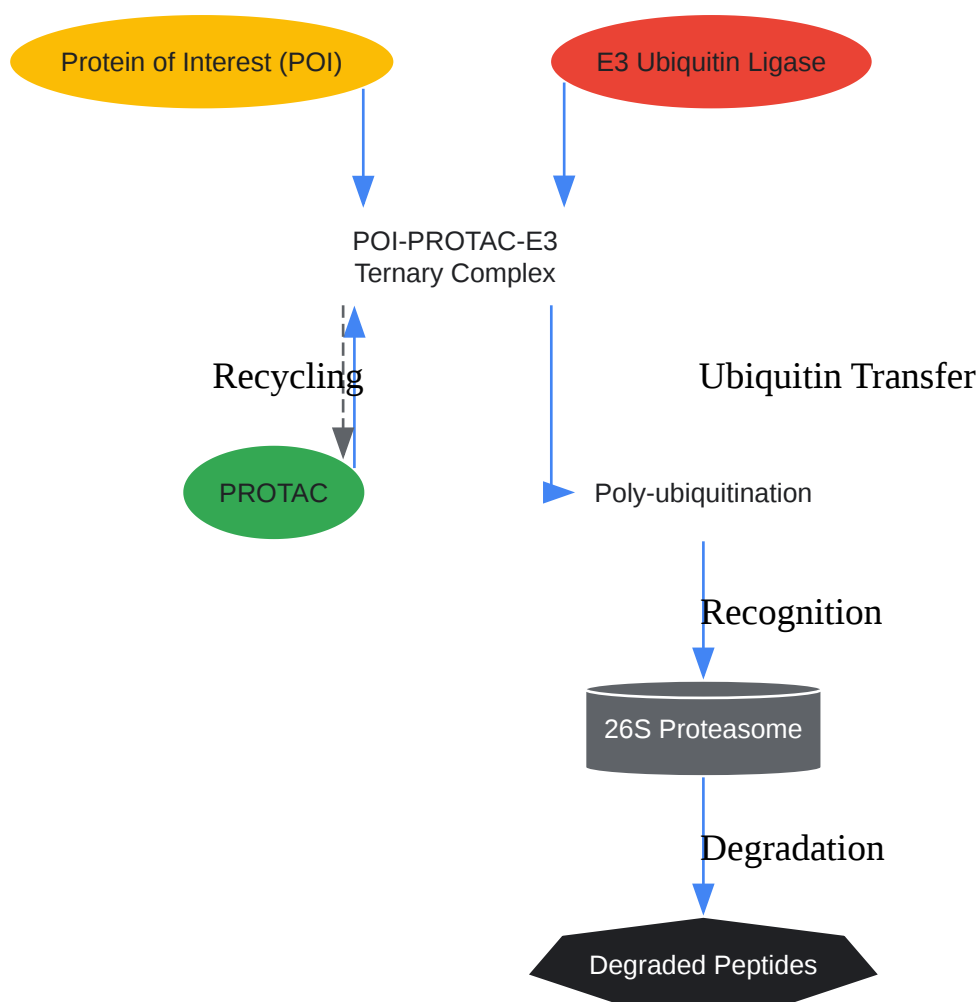 Protein of Interest (POI)
E3 Ubiquitin Ligase
POI-PROTAC-E3
Ternary Complex
Recycling
Ubiquitin Transfer
PROTAC
Poly-ubiquitination
Recognition
26S Proteasome
Degradation
Degraded Peptides